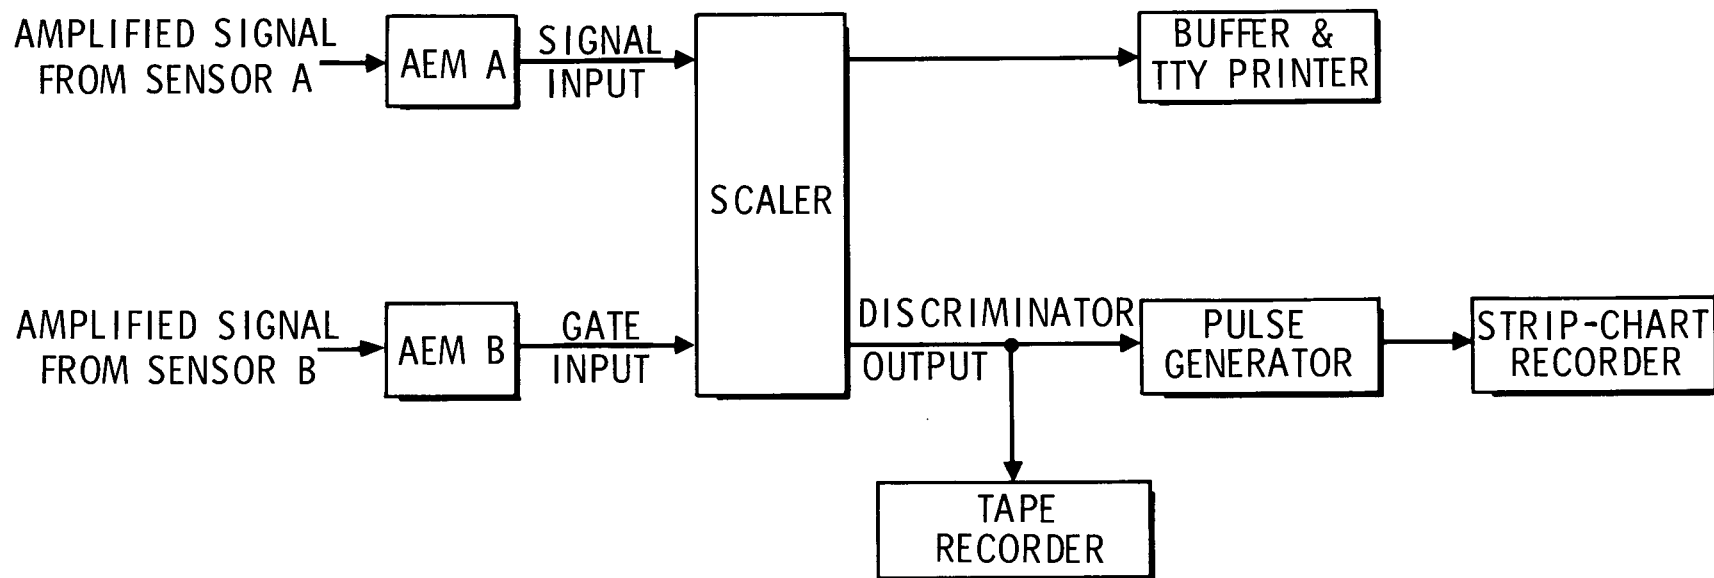 AMPLIFIED SIGNAL
FROM SENSOR A
AEM A
SIGNAL
INPUT
SCALER
BUFFER &
TTY PRINTER
AMPLIFIED SIGNAL
FROM SENSOR B
AEM B
GATE
INPUT
DISCRIMINATOR
OUTPUT
PULSE
GENERATOR
STRIP-CHART
RECORDER
TAPE
RECORDER